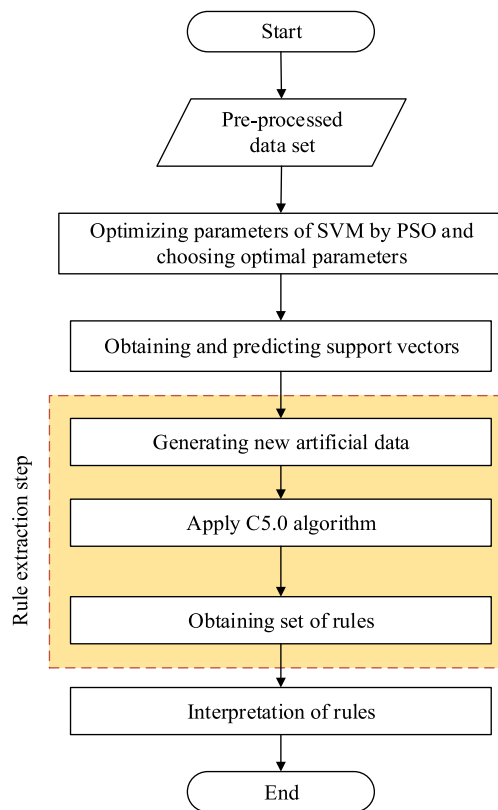 Start
Pre-processed
data set
Optimizing parameters of SVM by PSO and
choosing optimal parameters
Obtaining and predicting support vectors
Rule extraction step
Generating new artificial data
Apply C5.0 algorithm
Obtaining set of rules
Interpretation of rules
End